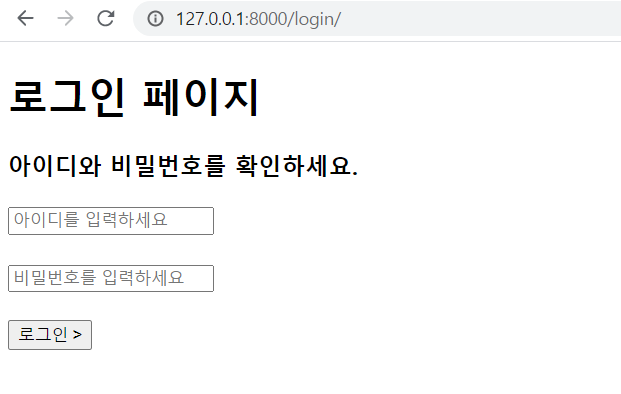 127.0.0.1:8000/login/
로그인 페이지
아이디와 비밀번호를 확인하세요.
아이디를 입력하세요
비밀번호를 입력하세요
로그인 >